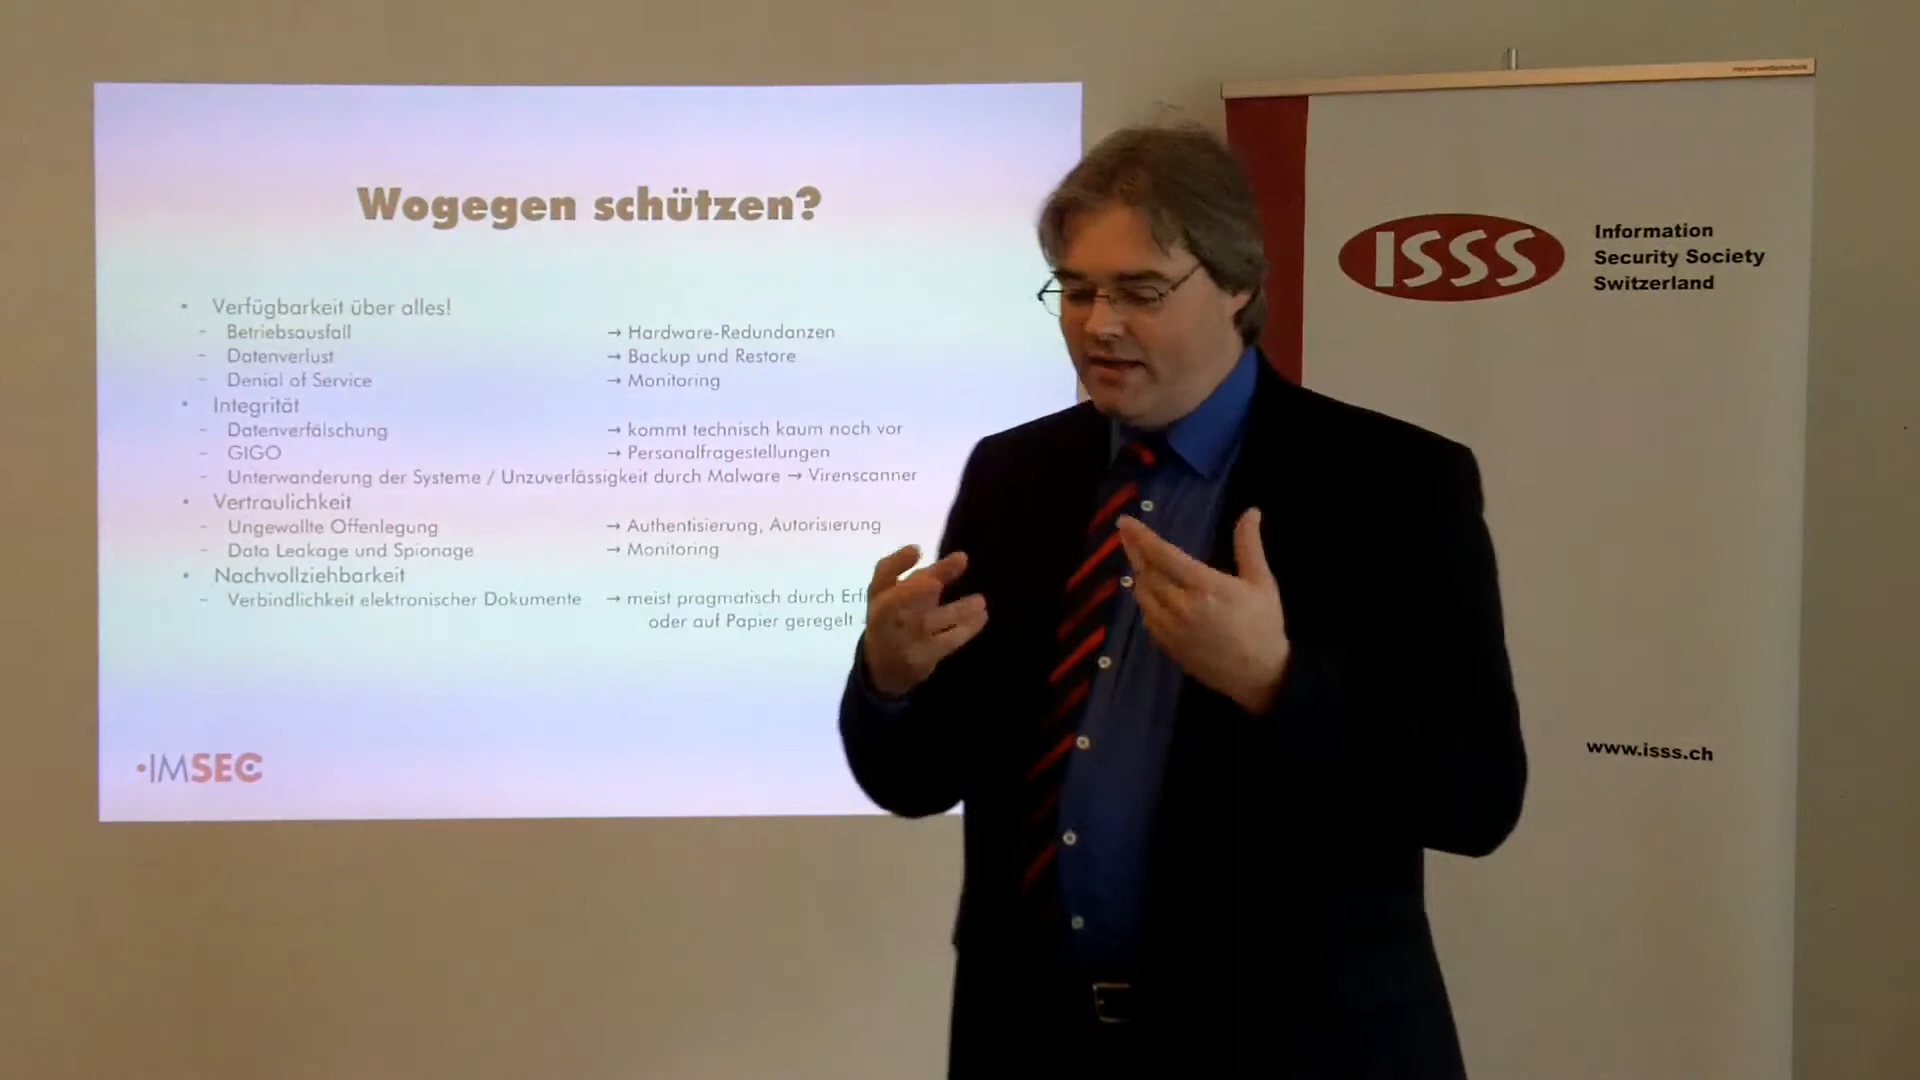 Wogegen schützen?
• Verfügbarkeit über alles!
– Betriebsausfall → Hardware-Redundanzen
– Datenverlust → Backup und Restore
– Denial of Service → Monitoring
• Integrität
– Datenverfälschung → kommt technisch kaum noch vor
– GIGO → Personalfragestellungen
– Unterwanderung der Systeme / Unzuverlässigkeit durch Malware → Virenscanner
• Vertraulichkeit
– Ungewollte Offenlegung → Authentisierung, Autorisierung
– Data Leakage und Spionage → Monitoring
• Nachvollziehbarkeit
– Verbindlichkeit elektronischer Dokumente → meist pragmatisch durch
oder auf Papier geregelt
•IMSEC
ISSS
Information
Security Society
Switzerland
www.isss.ch